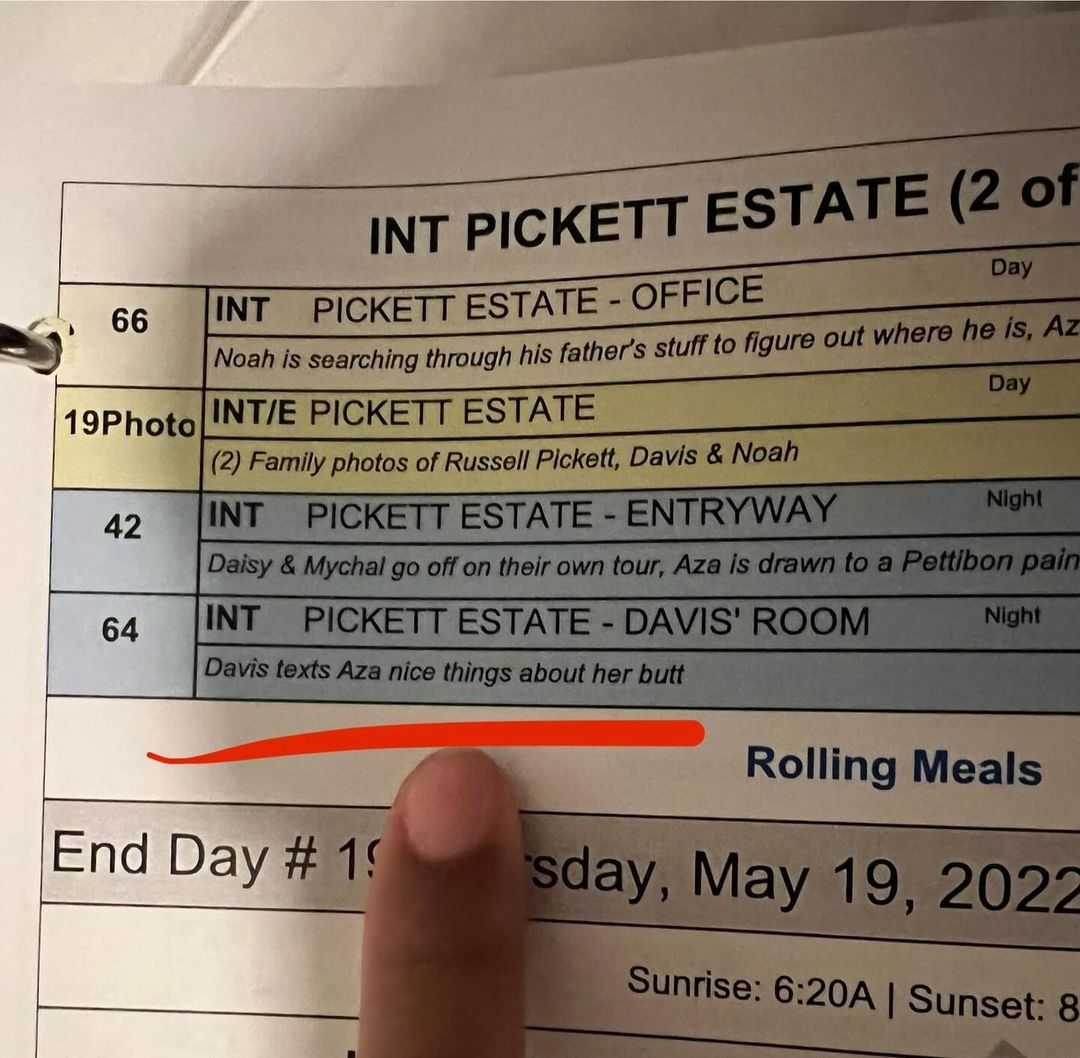 INT PICKETT ESTATE (2 of
66 INT PICKETT ESTATE - OFFICE Day
Noah is searching through his father's stuff to figure out where he is, Az
19Photo INT/E PICKETT ESTATE Day
(2) Family photos of Russell Pickett, Davis & Noah
42 INT PICKETT ESTATE - ENTRYWAY Night
Daisy & Mychal go off on their own tour, Aza is drawn to a Pettibon pain
64 INT PICKETT ESTATE - DAVIS' ROOM Night
Davis texts Aza nice things about her butt
Rolling Meals
End Day # 19 rsday, May 19, 2022
Sunrise: 6:20A | Sunset: 8